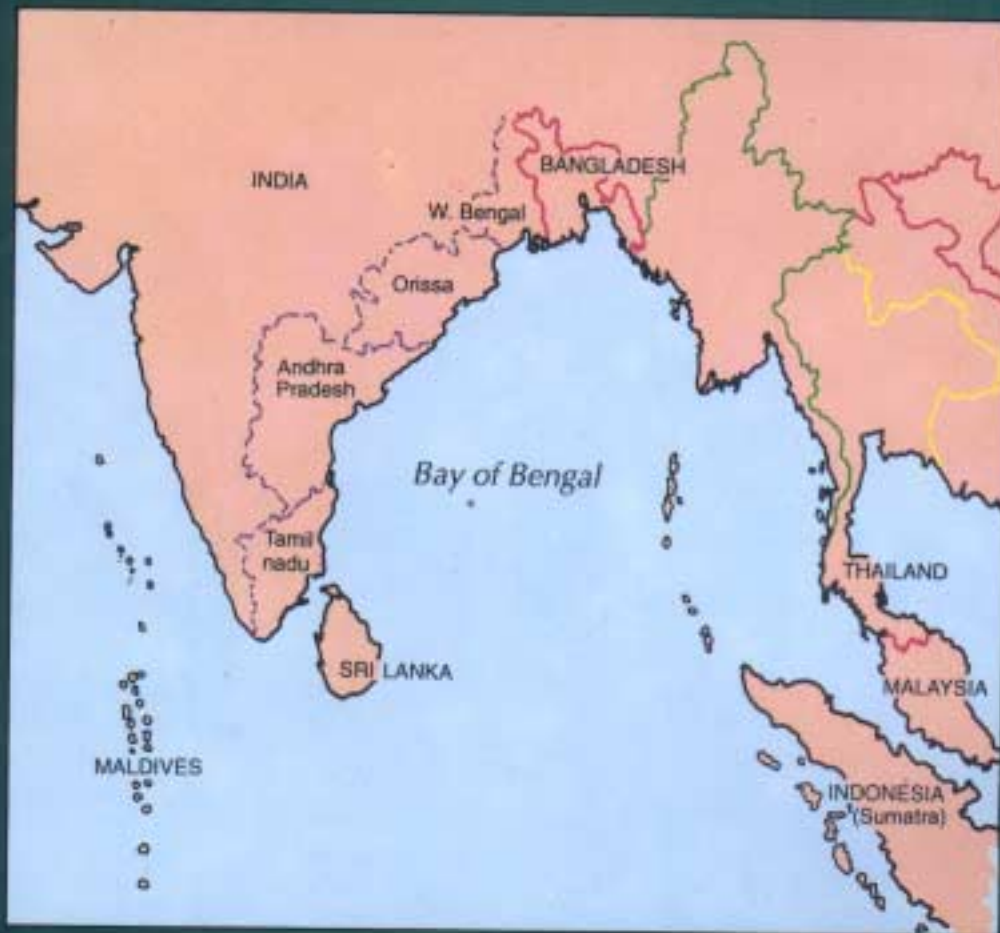 INDIA
BANGLADESH
W. Bengal
Orissa
Andhra
Pradesh
Bay of Bengal
Tamil
nadu
THAILAND
SRI LANKA
MALAYSIA
MALDIVES
INDONESIA
(Sumatra)